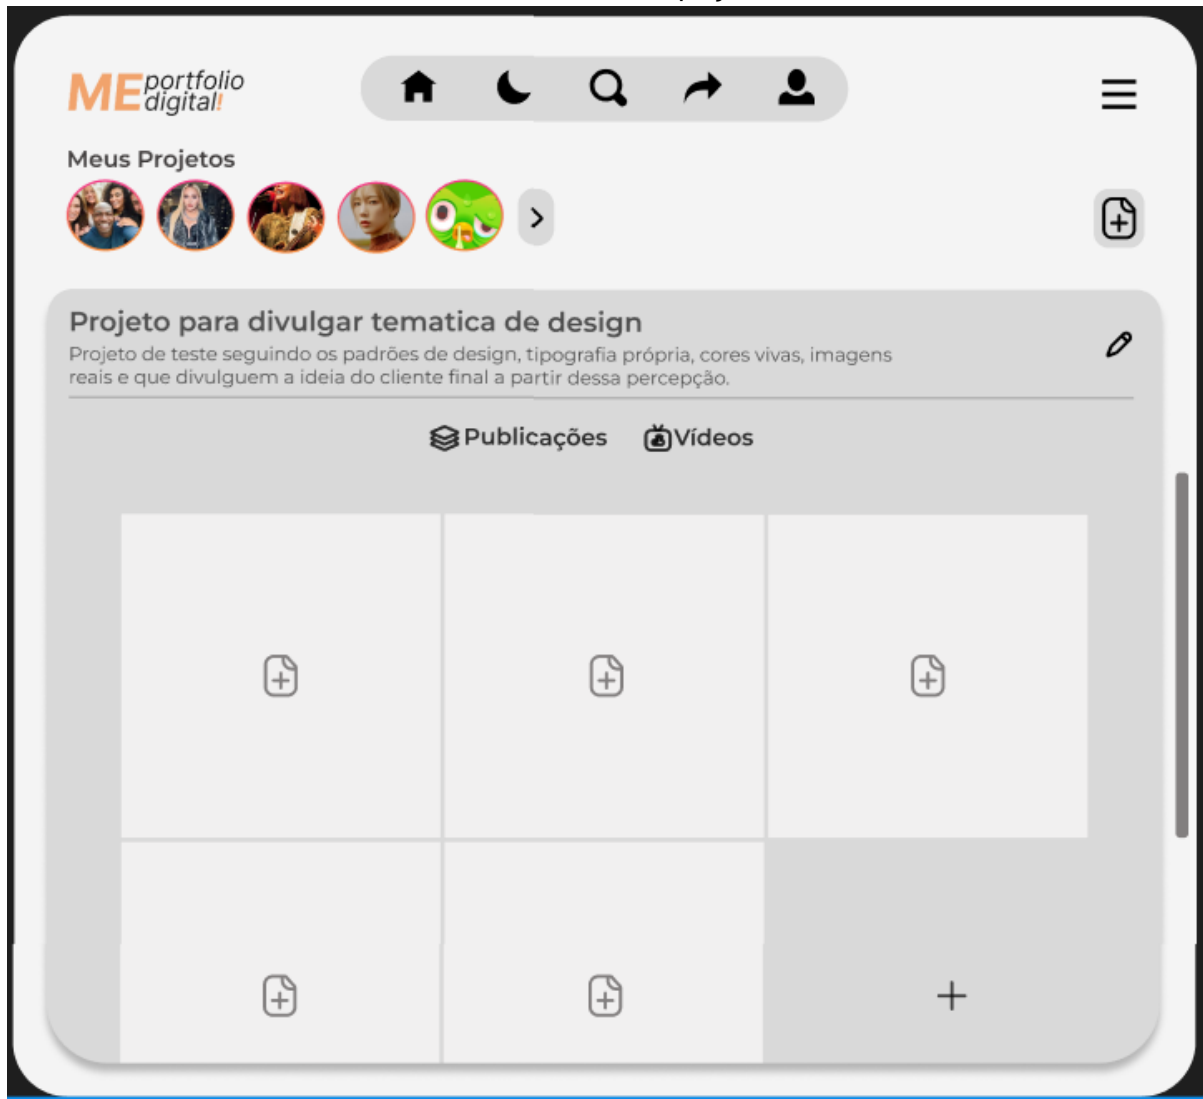 ME portfolio
digital!
Meus Projetos
Projeto para divulgar tematica de design
Projeto de teste seguindo os padrões de design, tipografia própria, cores vivas, imagens
reais e que divulguem a ideia do cliente final a partir dessa percepção.
Publicações Vídeos